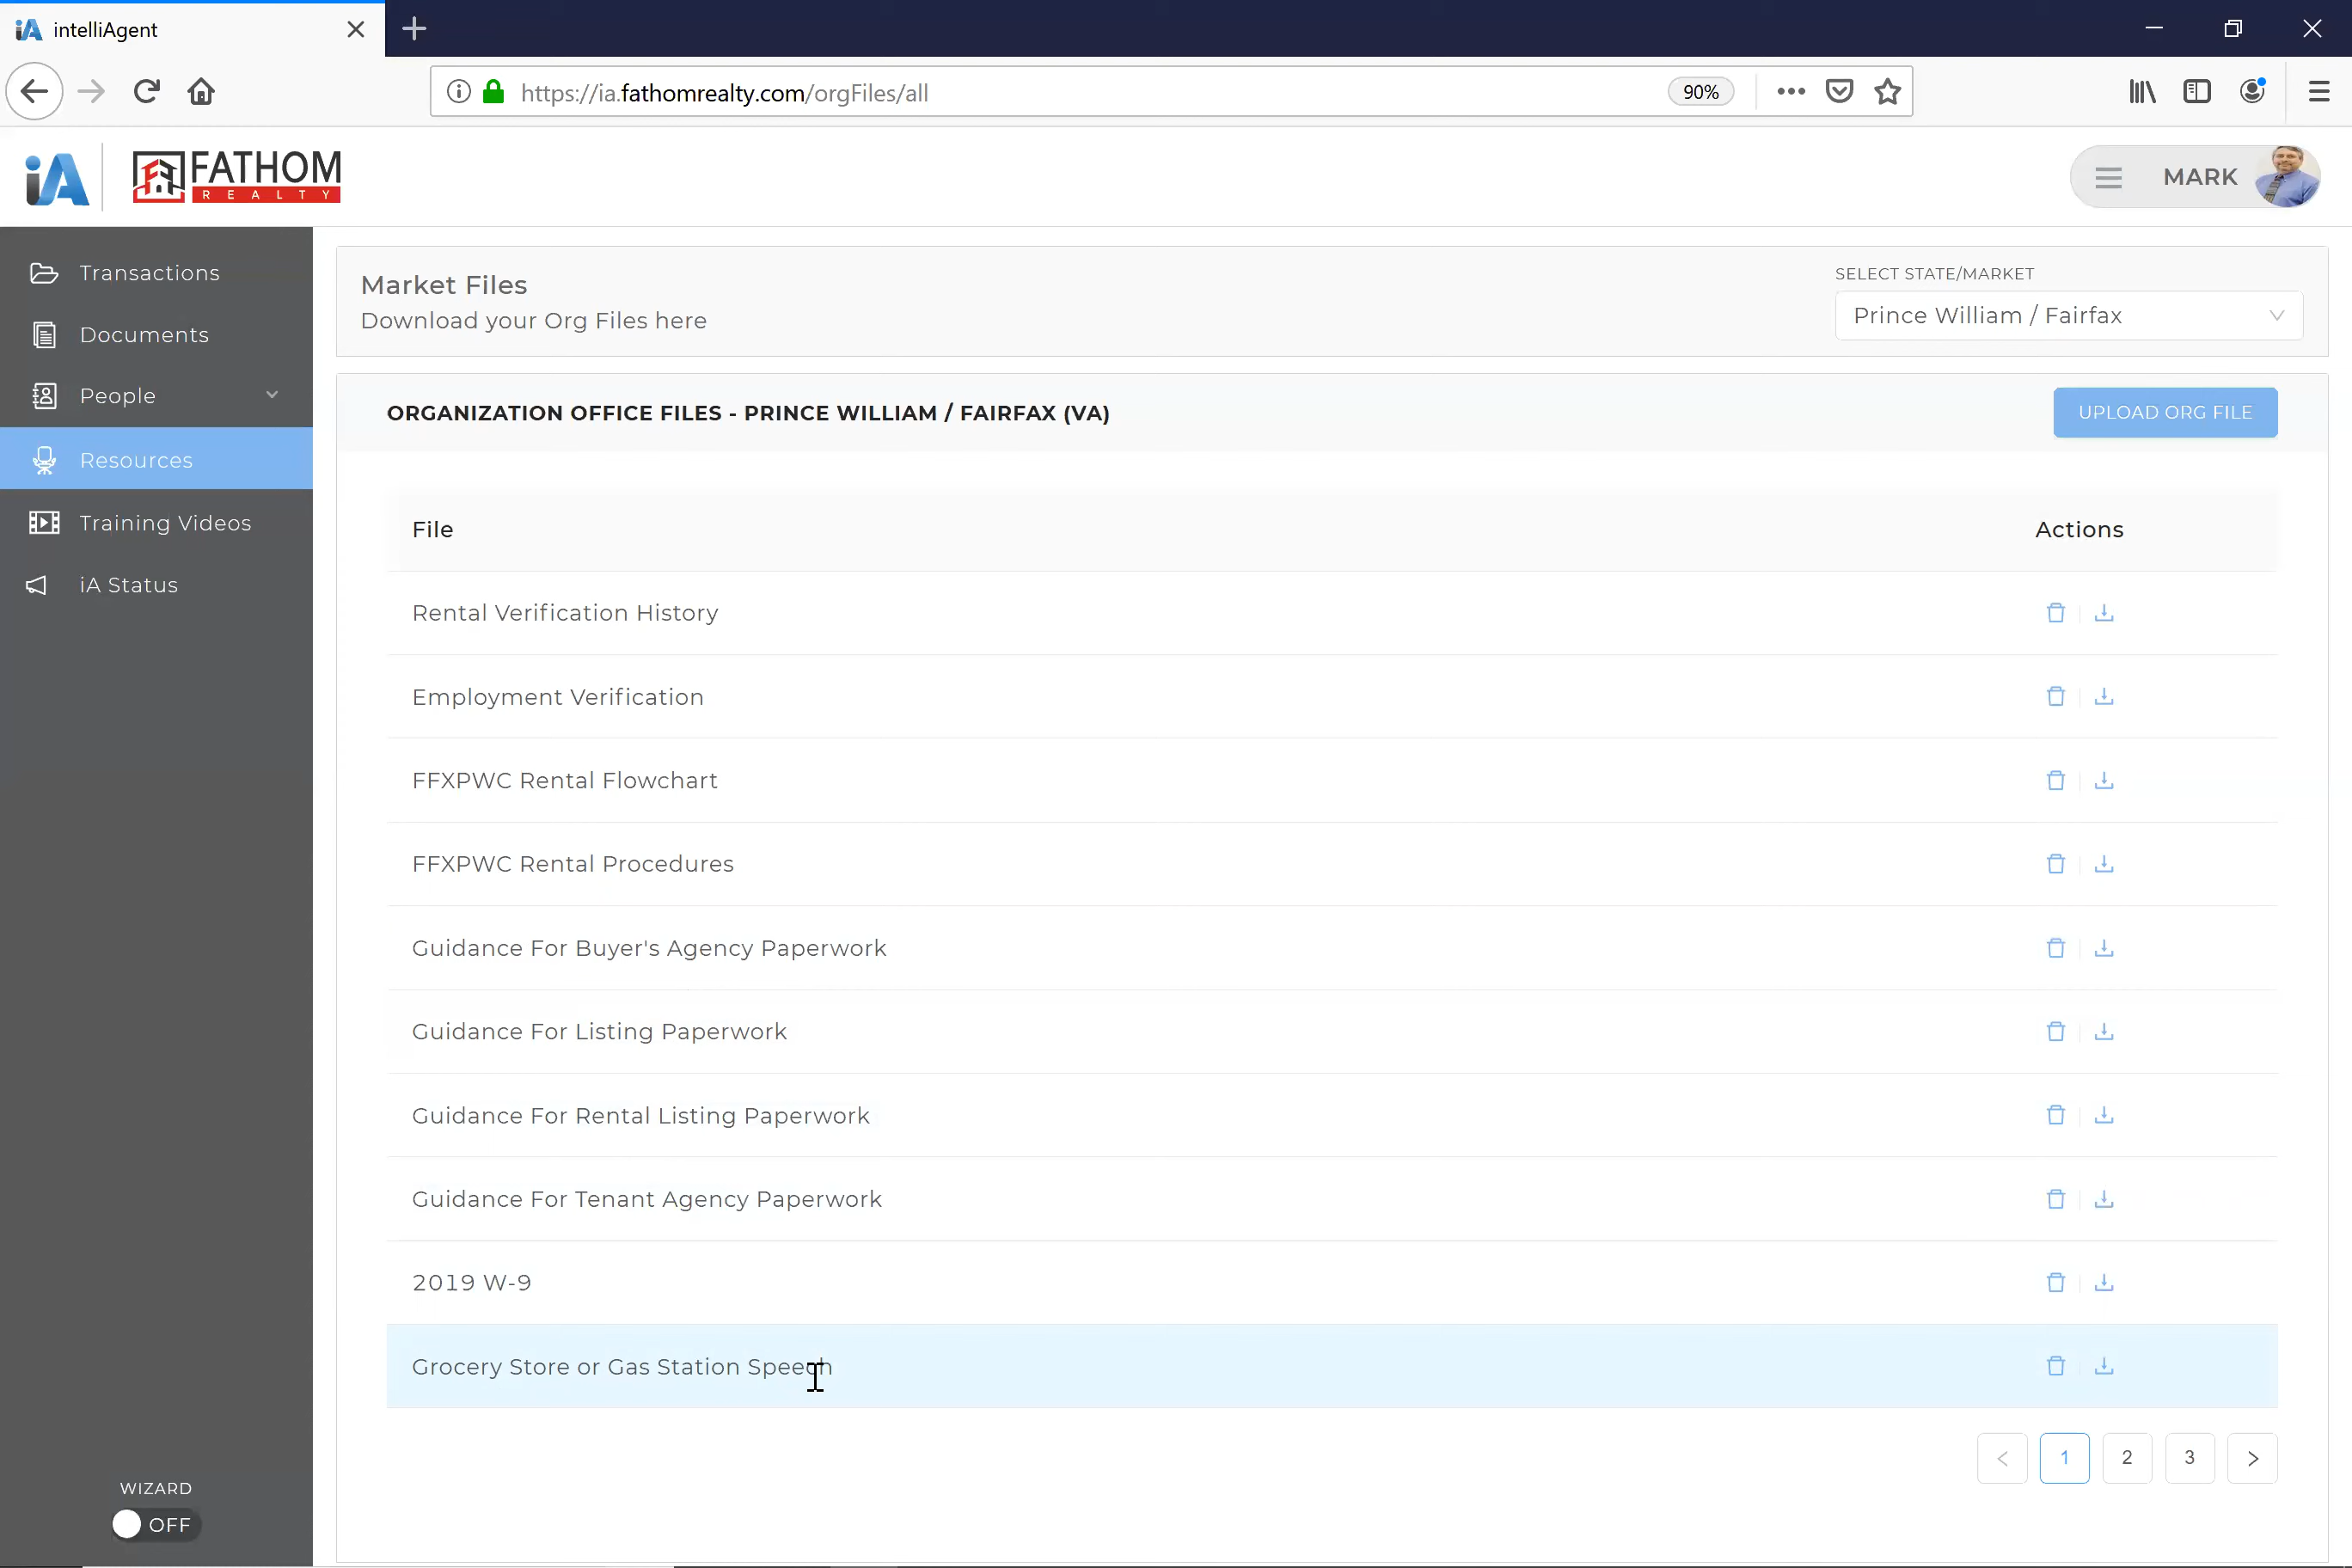 iA intelliAgent
https://ia.fathomrealty.com/orgFiles/all
90%
iA
FATHOM
REALTY
MARK
Transactions
Documents
People
Resources
Training Videos
iA Status
WIZARD
OFF
Market Files
Download your Org Files here
SELECT STATE/MARKET
Prince William / Fairfax
ORGANIZATION OFFICE FILES - PRINCE WILLIAM / FAIRFAX (VA)
UPLOAD ORG FILE
File Actions
Rental Verification History
Employment Verification
FFXPWC Rental Flowchart
FFXPWC Rental Procedures
Guidance For Buyer's Agency Paperwork
Guidance For Listing Paperwork
Guidance For Rental Listing Paperwork
Guidance For Tenant Agency Paperwork
2019 W-9
Grocery Store or Gas Station Speech
< 1 2 3 >